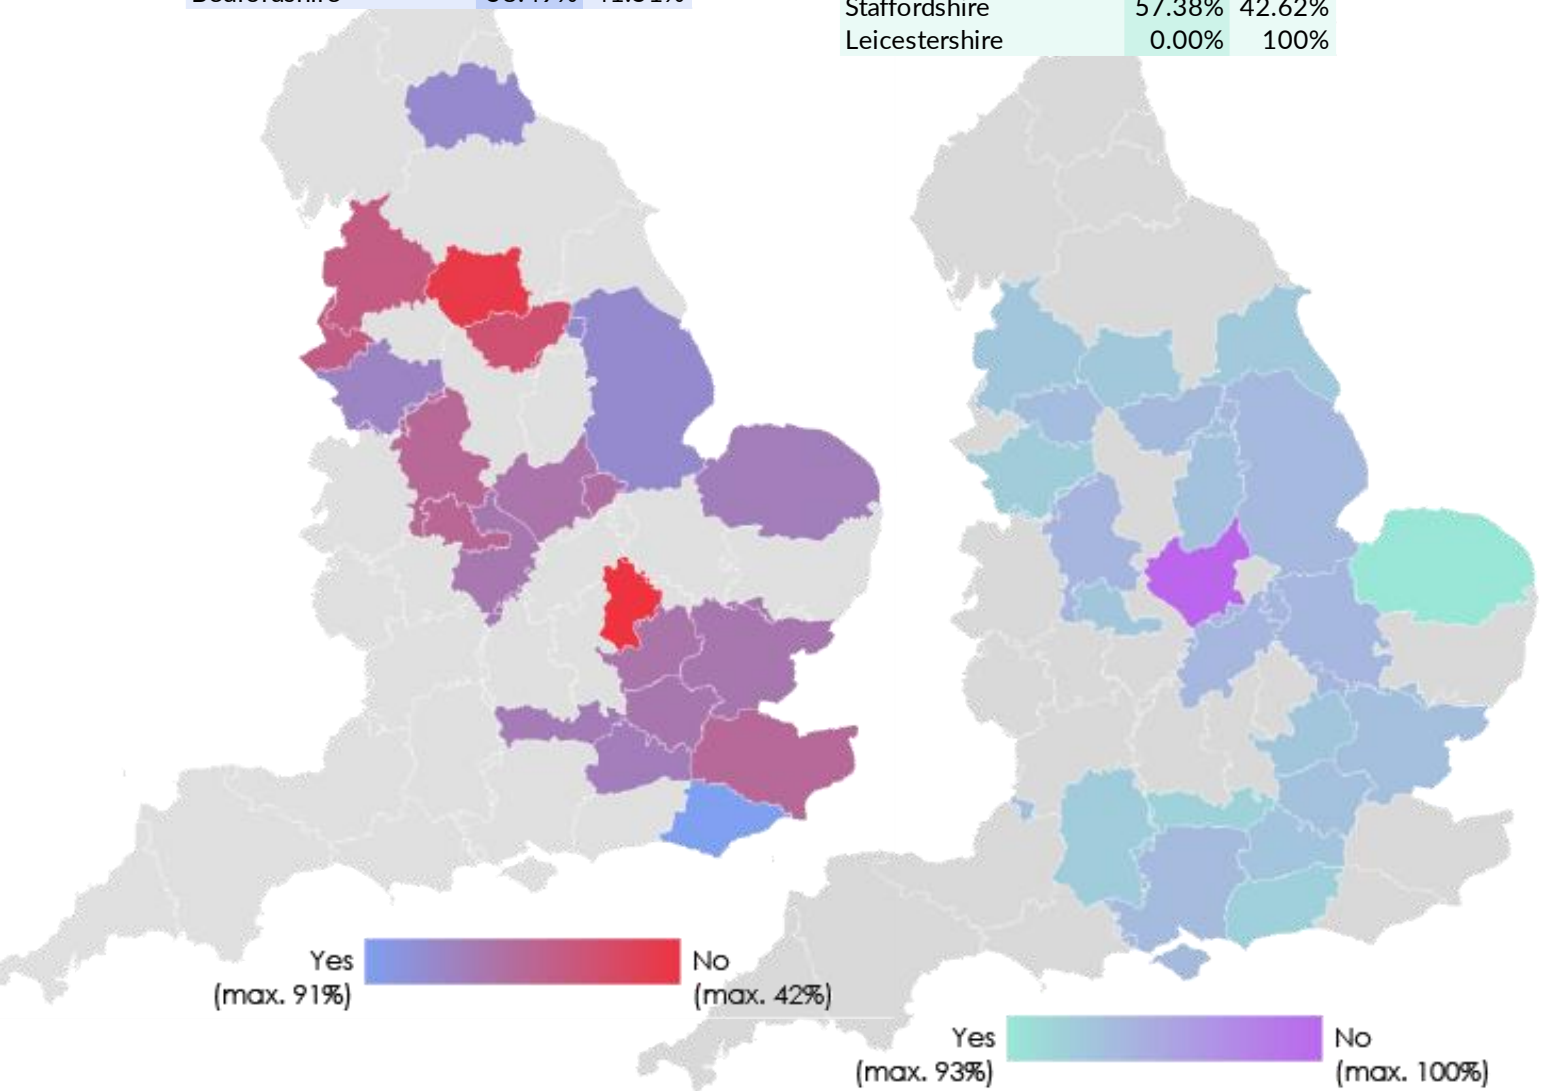 Staffordshire 57.38% 42.62%
Leicestershire 0.00% 100%
Yes
(max. 91%)
No
(max. 42%)
Yes
(max. 93%)
No
(max. 100%)